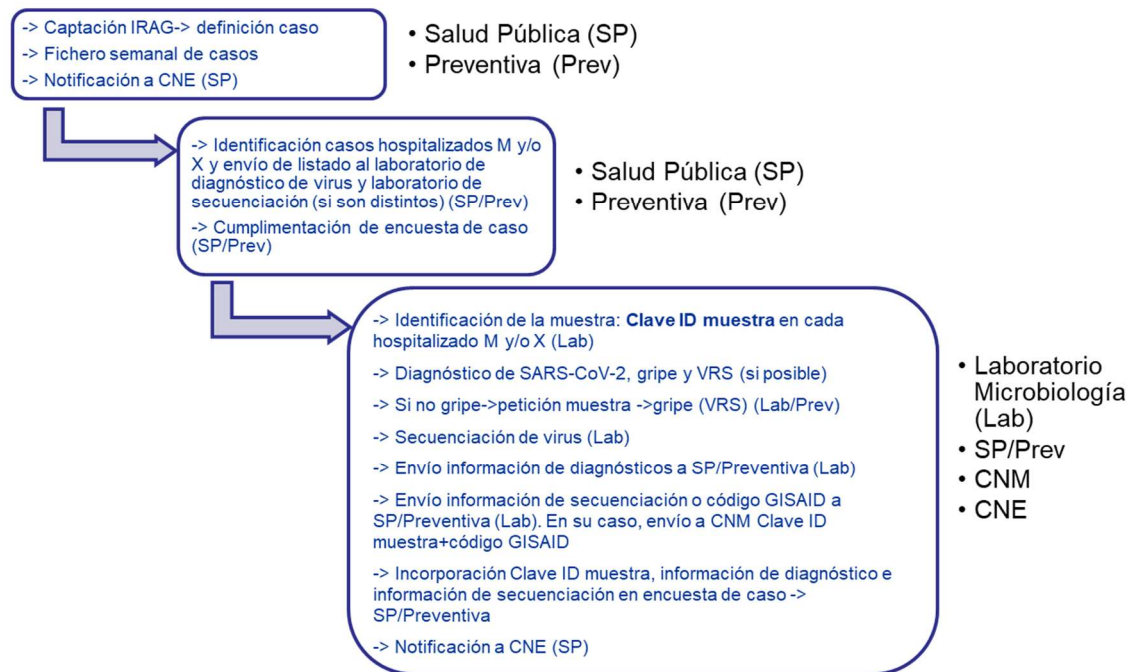 -> Captación IRAG-> definición caso
-> Fichero semanal de casos
-> Notificación a CNE (SP)
• Salud Pública (SP)
• Preventiva (Prev)
-> Identificación casos hospitalizados M y/o
X y envío de listado al laboratorio de
diagnóstico de virus y laboratorio de
secuenciación (si son distintos) (SP/Prev)
-> Cumplimentación de encuesta de caso
(SP/Prev)
• Salud Pública (SP)
• Preventiva (Prev)
-> Identificación de la muestra: Clave ID muestra en cada
hospitalizado M y/o X (Lab)
-> Diagnóstico de SARS-CoV-2, gripe y VRS (si posible)
-> Si no gripe->petición muestra ->gripe (VRS) (Lab/Prev)
-> Secuenciación de virus (Lab)
-> Envío información de diagnósticos a SP/Preventiva (Lab)
-> Envío información de secuenciación o código GISAID a
SP/Preventiva (Lab). En su caso, envío a CNM Clave ID
muestra+código GISAID
-> Incorporación Clave ID muestra, información de diagnóstico e
información de secuenciación en encuesta de caso ->
SP/Preventiva
-> Notificación a CNE (SP)
• Laboratorio
Microbiología
(Lab)
• SP/Prev
• CNM
• CNE